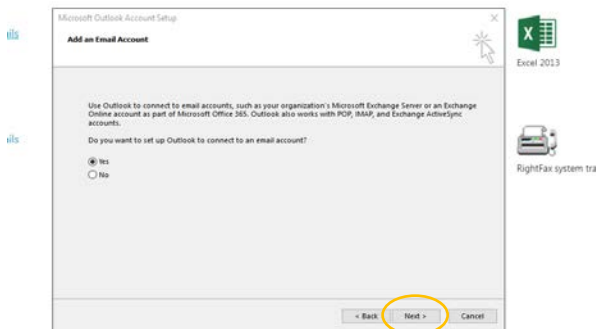 Microsoft Outlook Account Setup
Add an Email Account
ails
Excel 2013
Use Outlook to connect to email accounts, such as your organization's Microsoft Exchange Server or an Exchange
Online account as part of Microsoft Office 365. Outlook also works with POP, IMAP, and Exchange ActiveSync
accounts.
ails
Do you want to set up Outlook to connect to an email account?
Yes
No
RightFax system tra
< Back
Next >
Cancel